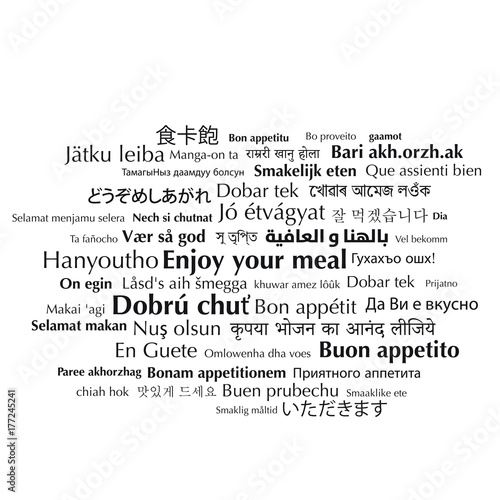 食卡飽 Bon appetitu Bo proveito gaamot
Jätku leiba Manga-on ta राम्ररी खानु होला Bari akh.orzh.ak
ТамагыНыз даамдуу болсун Smakelijk eten Que assienti bien
どうぞめしあがれ Dobar tek খোৱাৰ আমেজ লওঁক
Selamat menjamu selera Nech si chutnat Jó étvágyat 잘 먹겠습니다 Dia
Ta fañocho Vær så god সু তৃপ্তি بالهنا و العافية Vel bekomm
Hanyoutho Enjoy your meal Гухахъо ошх!
On egin Låsd's aih šmegga khuwar amez lôûk Dobar tek Prijatno
Makai 'agi Dobrú chuť Bon appétit Да Ви е вкусно
Selamat makan Nuş olsun कृपया भोजन का आनंद लीजिये
En Guete Omlowenha dha voes Buon appetito
Paree akhorzhag Bonam appetitionem Приятного аппетита
chiah hok 맛있게 드세요 Buen prubechu Smaaklike ete
Smaklig måltid いただきます
Adobe Stock | #177245241